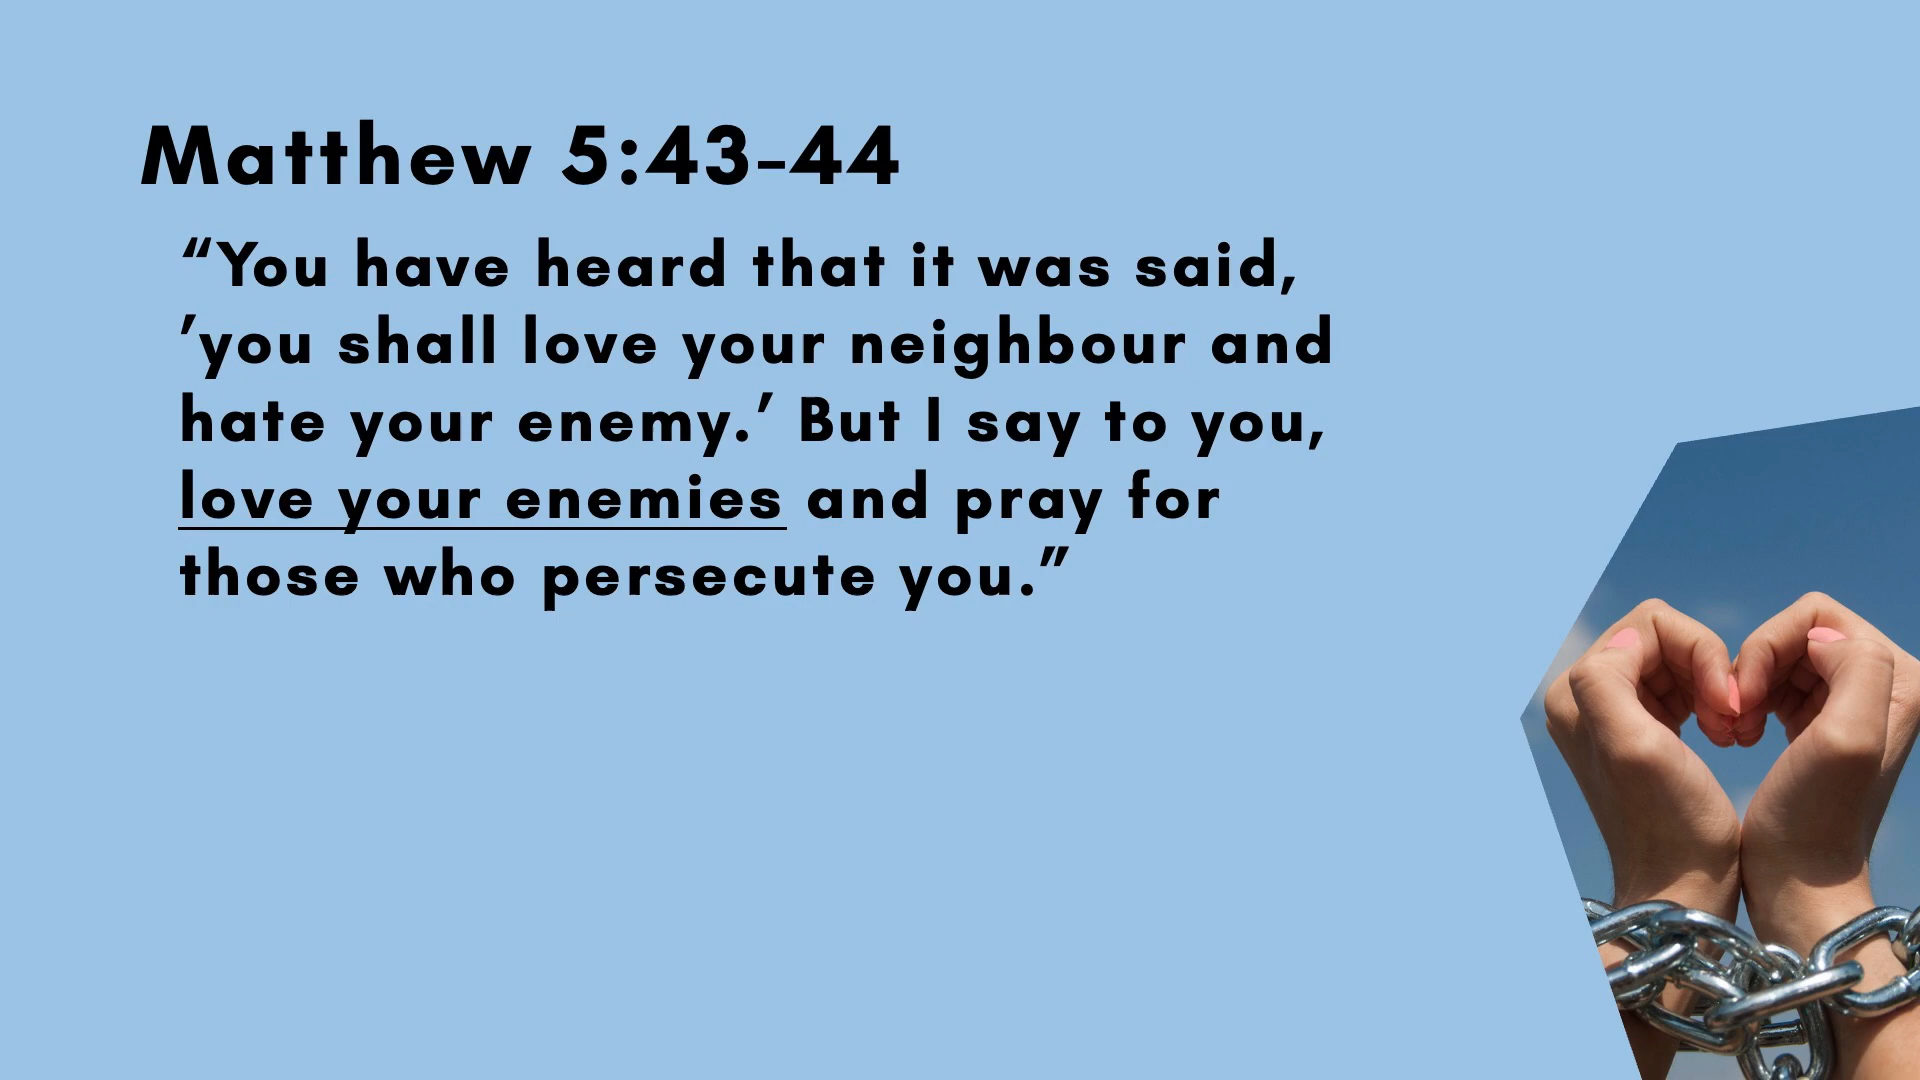 Matthew 5:43-44
“You have heard that it was said,
’you shall love your neighbour and
hate your enemy.’ But I say to you,
love your enemies and pray for
those who persecute you.”